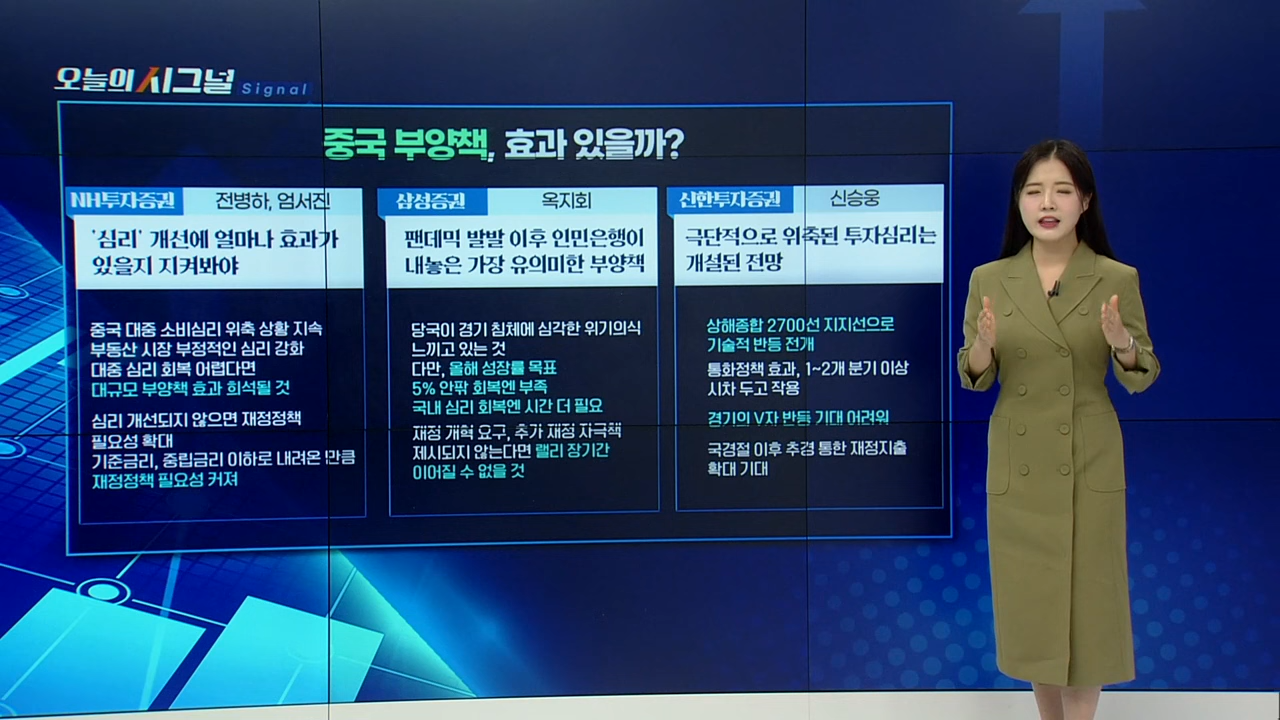 오늘의 시그널 Signal
중국 부양책, 효과 있을까?
NH투자증권 전병하, 엄서진
'심리' 개선에 얼마나 효과가
있을지 지켜봐야
중국 대중 소비심리 위축 상황 지속
부동산 시장 부정적인 심리 강화
대중 심리 회복 어렵다면
대규모 부양책 효과 희석될 것
심리 개선되지 않으면 재정정책
필요성 확대
기준금리, 중립금리 이하로 내려온 만큼
재정정책 필요성 커져
삼성증권 옥지회
팬데믹 발발 이후 인민은행이
내놓은 가장 유의미한 부양책
당국이 경기 침체에 심각한 위기의식
느끼고 있는 것
다만, 올해 성장률 목표
5% 안팎 회복엔 부족
국내 심리 회복엔 시간 더 필요
재정 개혁 요구, 추가 재정 자극책
제시되지 않는다면 랠리 장기간
이어질 수 없을 것
신한투자증권 신승웅
극단적으로 위축된 투자심리는
개설된 전망
상해종합 2700선 지지선으로
기술적 반등 전개
통화정책 효과, 1~2개 분기 이상
시차 두고 작용
경기의 V자 반등 기대 어려워
국경절 이후 추경 통한 재정지출
확대 기대